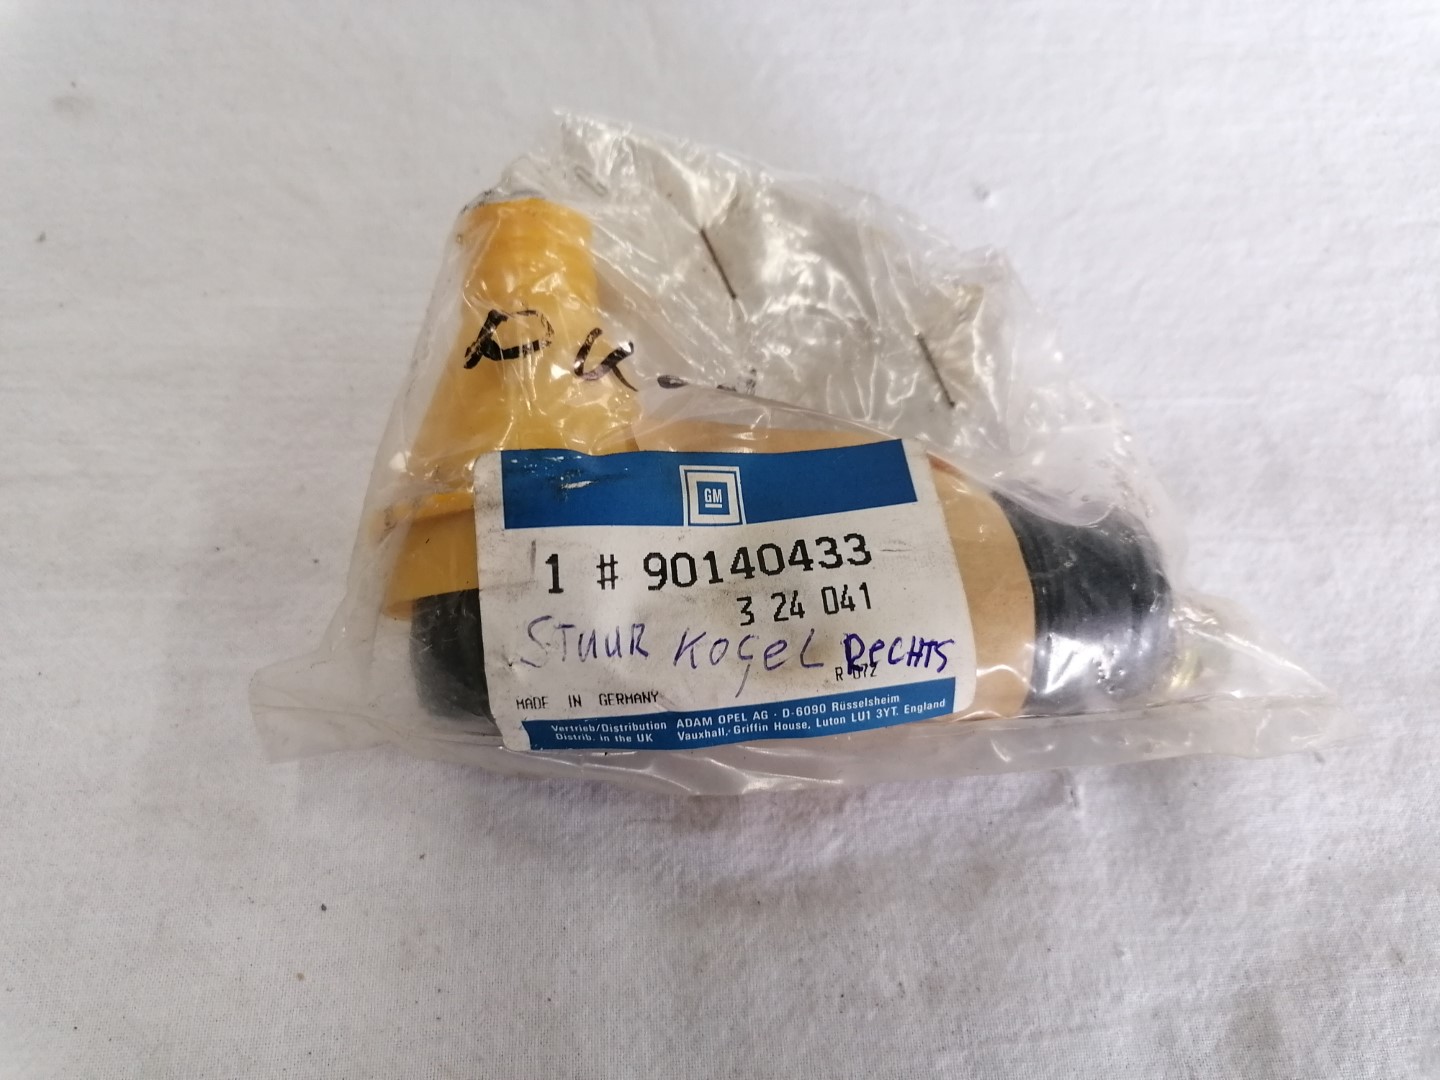 GM
1 # 90140433
3 24 041
STUUR KOGEL RECHTS
R 072
MADE IN GERMANY
Vertrieb/Distribution ADAM OPEL AG · D-6090 Rüsselsheim
Distrib. in the UK Vauxhall, Griffin House, Luton LU1 3YT. England